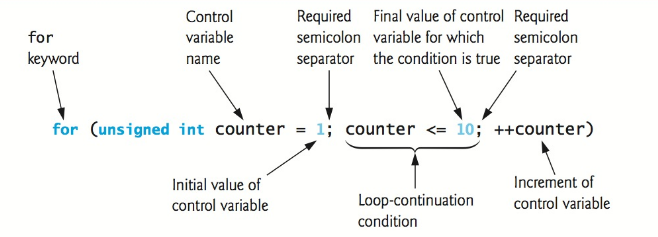 for
keyword
Control
variable
name
Required
semicolon
separator
Final value of control
variable for which
the condition is true
Required
semicolon
separator
for (unsigned int counter = 1; counter <= 10; ++counter)
Initial value of
control variable
Loop-continuation
condition
Increment of
control variable